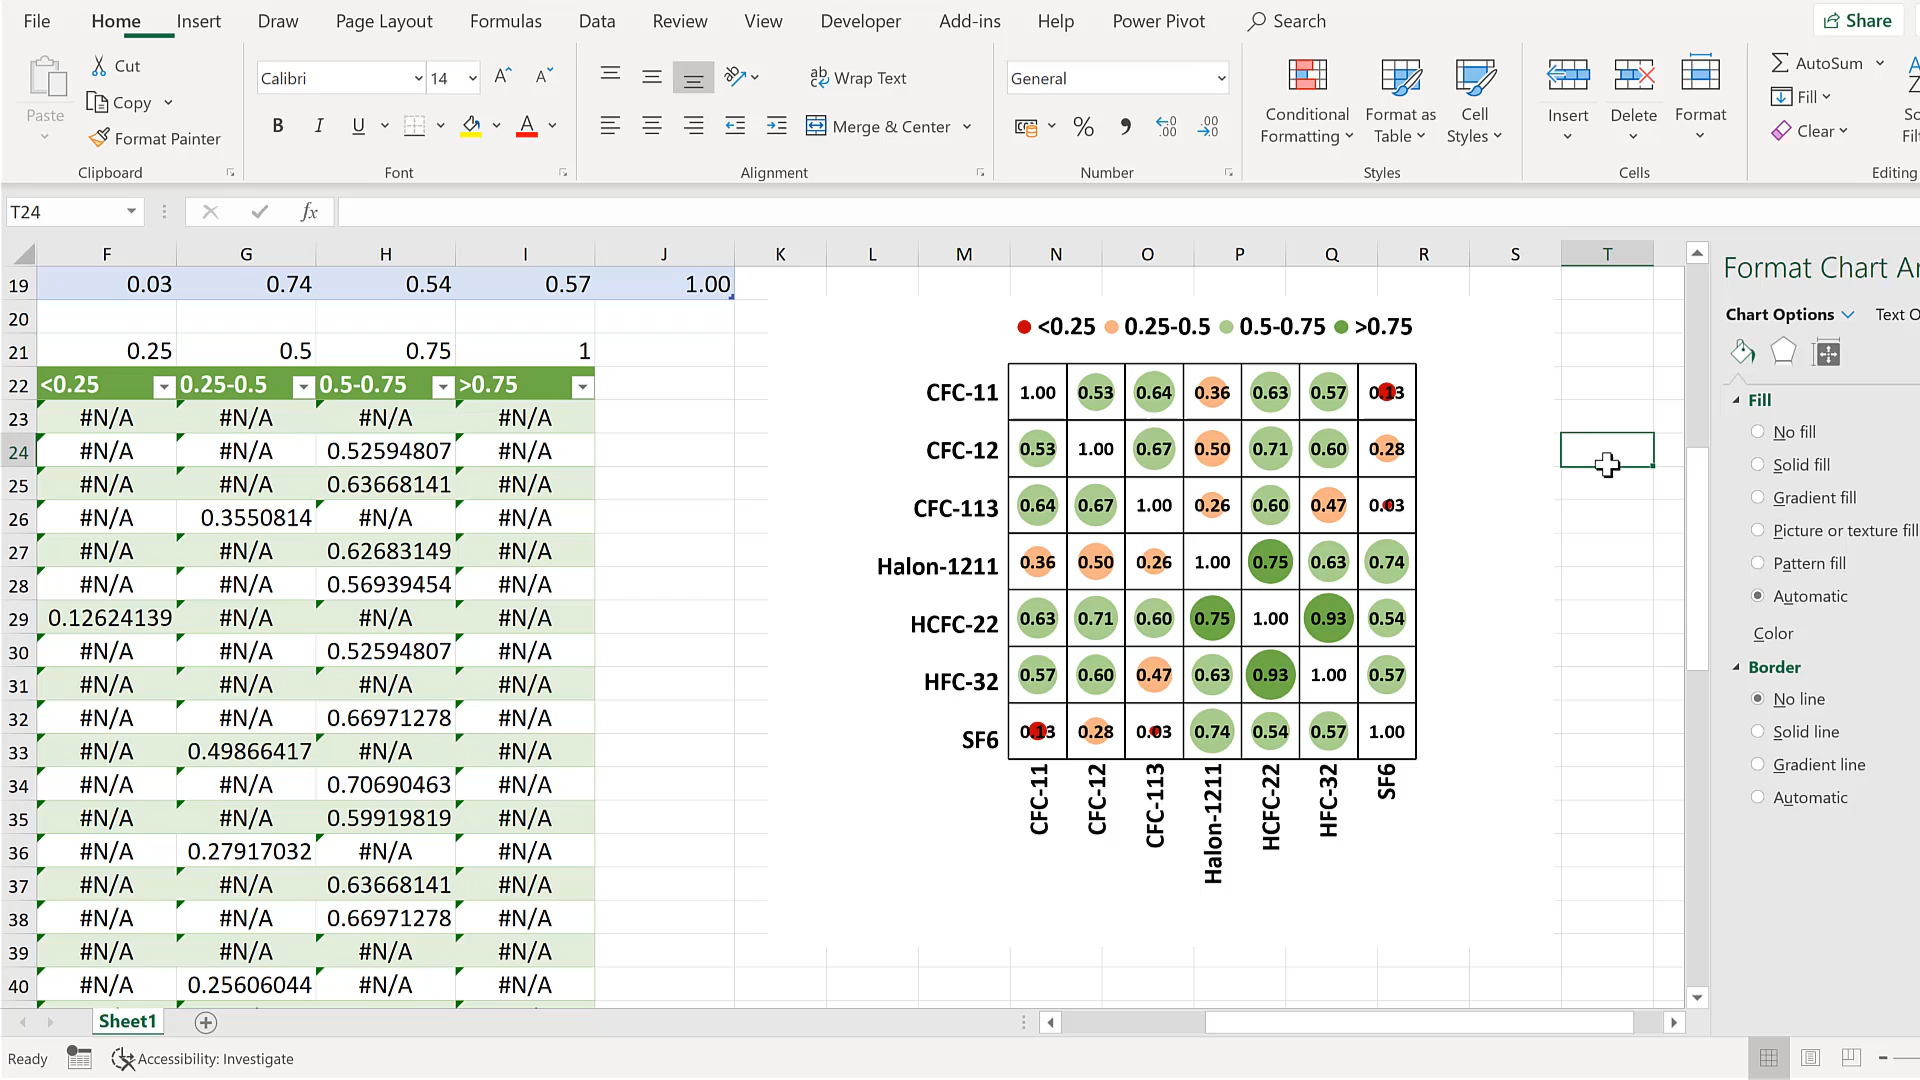 File Home Insert Draw Page Layout Formulas Data Review View Developer Add-ins Help Power Pivot Search Share
Paste
Cut
Copy
Format Painter
Clipboard
Calibri 14
B I U
Font
Wrap Text
Merge & Center
Alignment
General
Number
Conditional Formatting
Format as Table
Cell Styles
Styles
Insert
Delete
Format
Cells
AutoSum
Fill
Clear
Editing
T24
fx
F G H I J K L M N O P Q R S T
19 0.03 0.74 0.54 0.57 1.00
20
21 0.25 0.5 0.75 1
22 <0.25 0.25-0.5 0.5-0.75 >0.75
23 #N/A #N/A #N/A #N/A
24 #N/A #N/A 0.52594807 #N/A
25 #N/A #N/A 0.63668141 #N/A
26 #N/A 0.3550814 #N/A #N/A
27 #N/A #N/A 0.62683149 #N/A
28 #N/A #N/A 0.56939454 #N/A
29 0.12624139 #N/A #N/A #N/A
30 #N/A #N/A 0.52594807 #N/A
31 #N/A #N/A #N/A #N/A
32 #N/A #N/A 0.66971278 #N/A
33 #N/A 0.49866417 #N/A #N/A
34 #N/A #N/A 0.70690463 #N/A
35 #N/A #N/A 0.59919819 #N/A
36 #N/A 0.27917032 #N/A #N/A
37 #N/A #N/A 0.63668141 #N/A
38 #N/A #N/A 0.66971278 #N/A
39 #N/A #N/A #N/A #N/A
40 #N/A 0.25606044 #N/A #N/A
<0.25 0.25-0.5 0.5-0.75 >0.75
CFC-11 1.00 0.53 0.64 0.36 0.63 0.57 0.13
CFC-12 0.53 1.00 0.67 0.50 0.71 0.60 0.28
CFC-113 0.64 0.67 1.00 0.26 0.60 0.47 0.03
Halon-1211 0.36 0.50 0.26 1.00 0.75 0.63 0.74
HCFC-22 0.63 0.71 0.60 0.75 1.00 0.93 0.54
HFC-32 0.57 0.60 0.47 0.63 0.93 1.00 0.57
SF6 0.13 0.28 0.03 0.74 0.54 0.57 1.00
CFC-11 CFC-12 CFC-113 Halon-1211 HCFC-22 HFC-32 SF6
Format Chart Ar
Chart Options Text O
Fill
No fill
Solid fill
Gradient fill
Picture or texture fill
Pattern fill
Automatic
Color
Border
No line
Solid line
Gradient line
Automatic
Sheet1
Ready Accessibility: Investigate